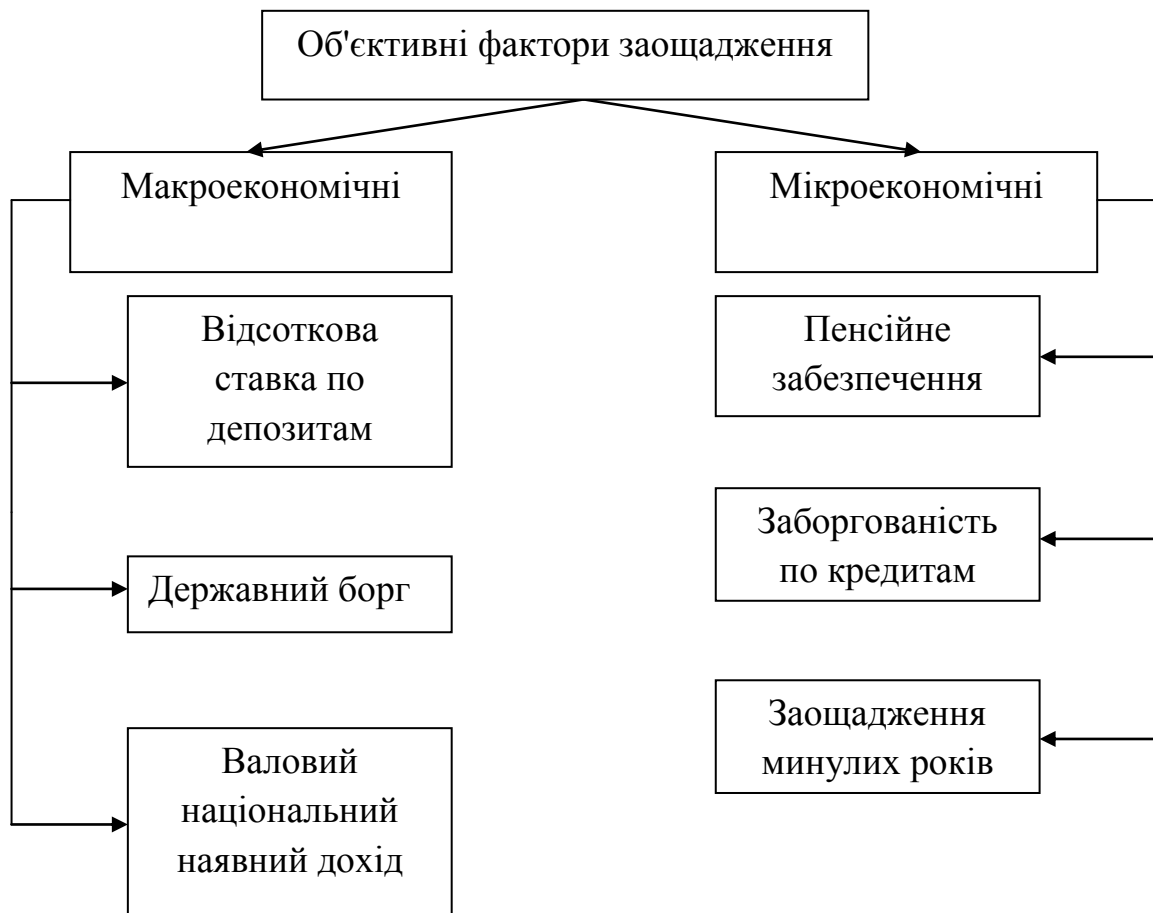 Об'єктивні фактори заощадження
Макроекономічні
Мікроекономічні
Відсоткова
ставка по
депозитам
Пенсійне
забезпечення
Державний борг
Заборгованість
по кредитам
Валовий
національний
наявний дохід
Заощадження
минулих років